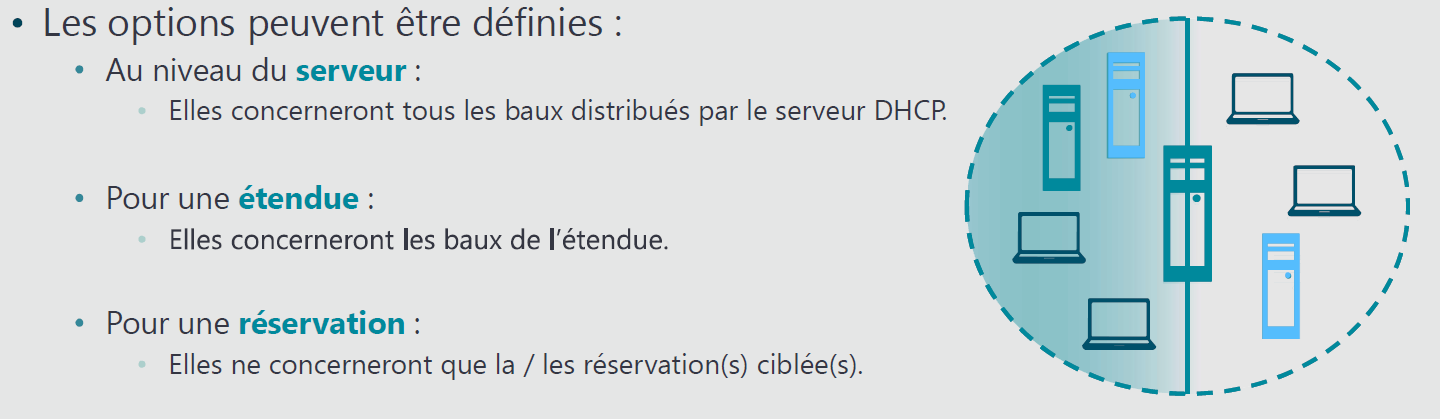 • Les options peuvent être définies :
• Au niveau du serveur :
• Elles concerneront tous les baux distribués par le serveur DHCP.
• Pour une étendue :
• Elles concerneront les baux de l'étendue.
• Pour une réservation :
• Elles ne concerneront que la / les réservation(s) ciblée(s).